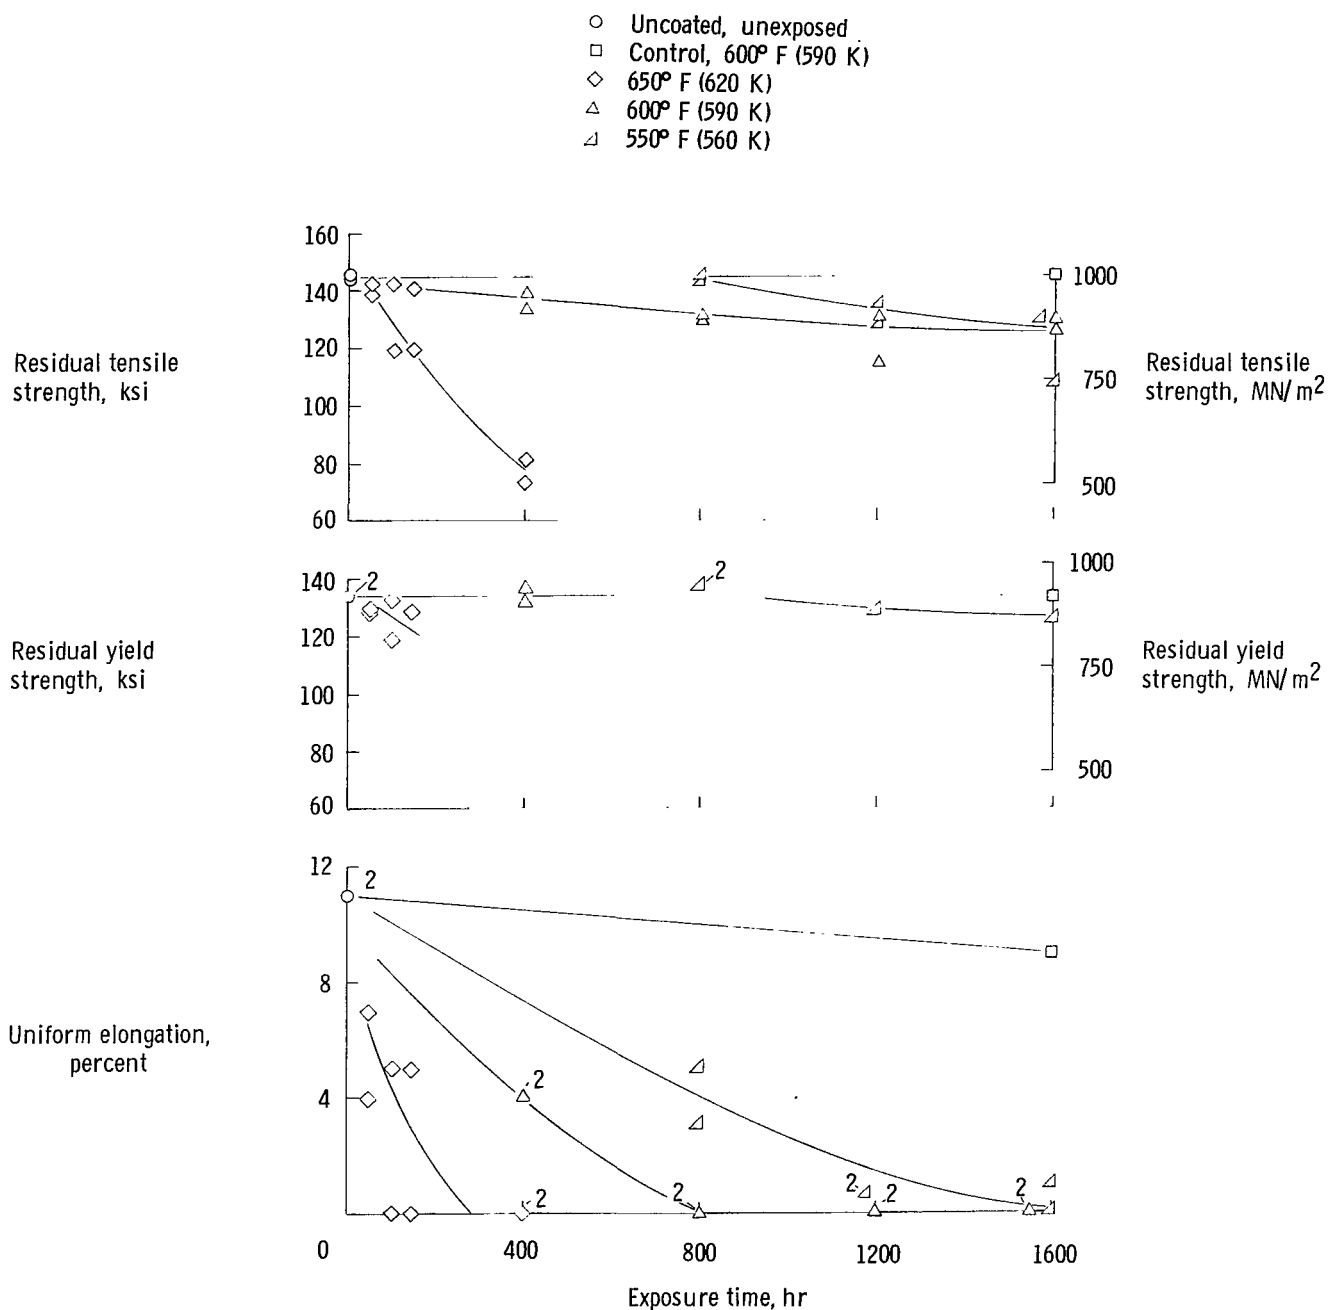 Uncoated, unexposed
Control, 600° F (590 K)
650° F (620 K)
600° F (590 K)
550° F (560 K)
160
140
120
100
80
60
Residual tensile
strength, ksi
1000
750
500
Residual tensile
strength, MN/m²
2
2
140
120
100
80
60
Residual yield
strength, ksi
1000
750
500
Residual yield
strength, MN/m²
12
8
4
0
2
2
2
2
2
2
2
Uniform elongation,
percent
400
800
1200
1600
Exposure time, hr